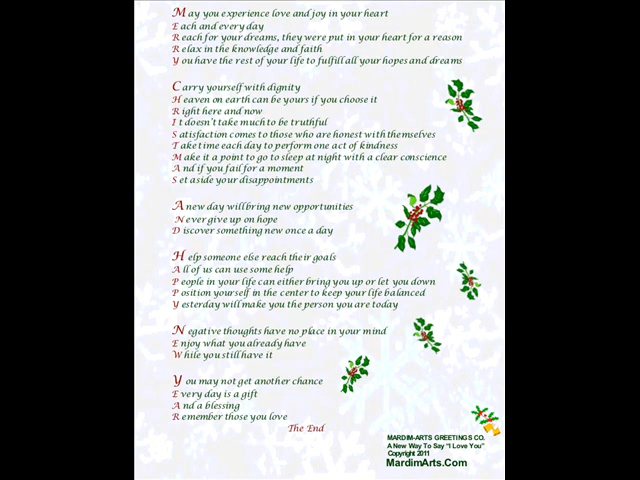 May you experience love and joy in your heart
Each and every day
Reach for your dreams, they were put in your heart for a reason
Relax in the knowledge and faith
You have the rest of your life to fulfill all your hopes and dreams
Carry yourself with dignity
Heaven on earth can be yours if you choose it
Right here and now
It doesn't take much to be truthful
Satisfaction comes to those who are honest with themselves
Take time each day to perform one act of kindness
Make it a point to go to sleep at night with a clear conscience
And if you fail for a moment
Set aside your disappointments
A new day will bring new opportunities
Never give up on hope
Discover something new once a day
Help someone else reach their goals
All of us can use some help
People in your life can either bring you up or let you down
Position yourself in the center to keep your life balanced
Yesterday will make you the person you are today
Negative thoughts have no place in your mind
Enjoy what you already have
While you still have it
You may not get another chance
Every day is a gift
And a blessing
Remember those you love
The End
MARDIM-ARTS GREETINGS CO.
A New Way To Say "I Love You"
Copyright 2011
MardimArts.Com